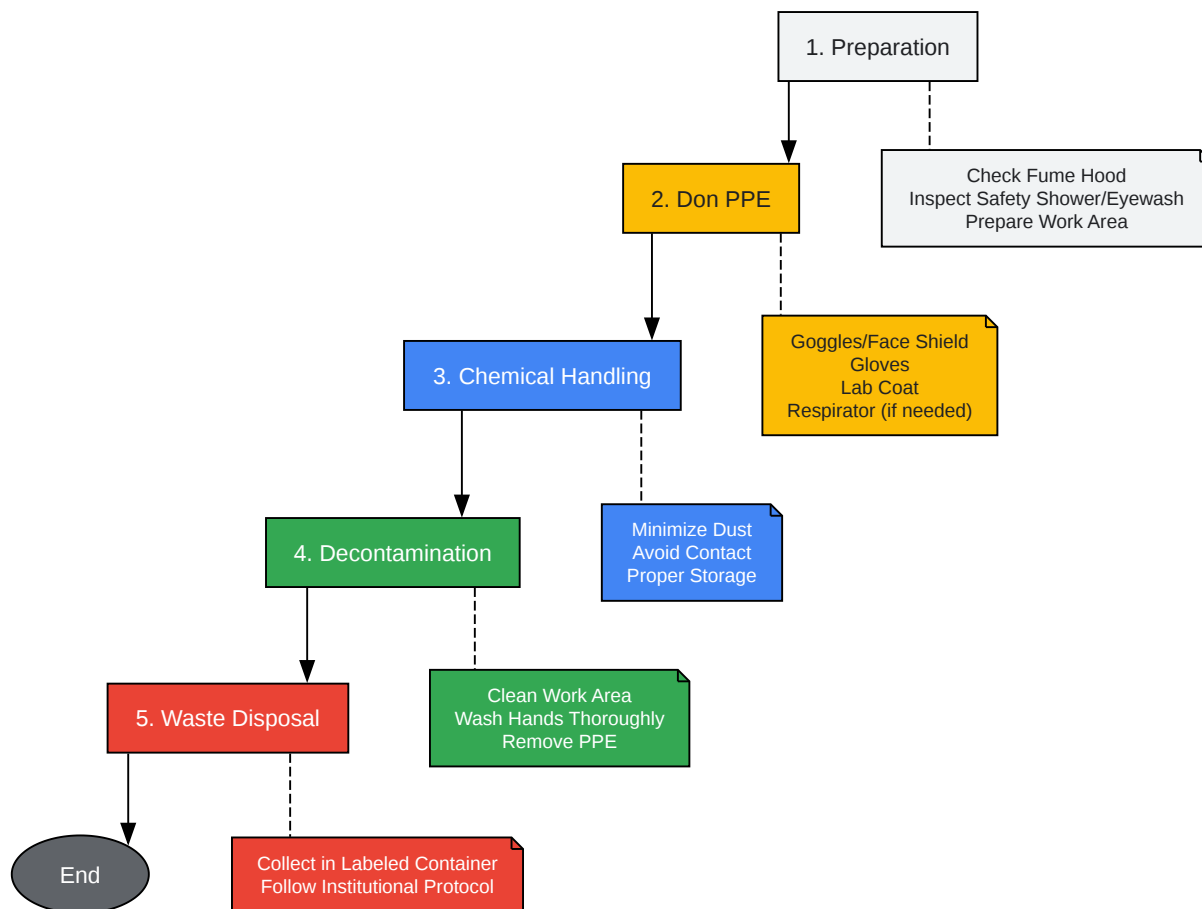 1. Preparation
Check Fume Hood
Inspect Safety Shower/Eyewash
Prepare Work Area
2. Don PPE
Goggles/Face Shield
Gloves
Lab Coat
Respirator (if needed)
3. Chemical Handling
Minimize Dust
Avoid Contact
Proper Storage
4. Decontamination
Clean Work Area
Wash Hands Thoroughly
Remove PPE
5. Waste Disposal
Collect in Labeled Container
Follow Institutional Protocol
End